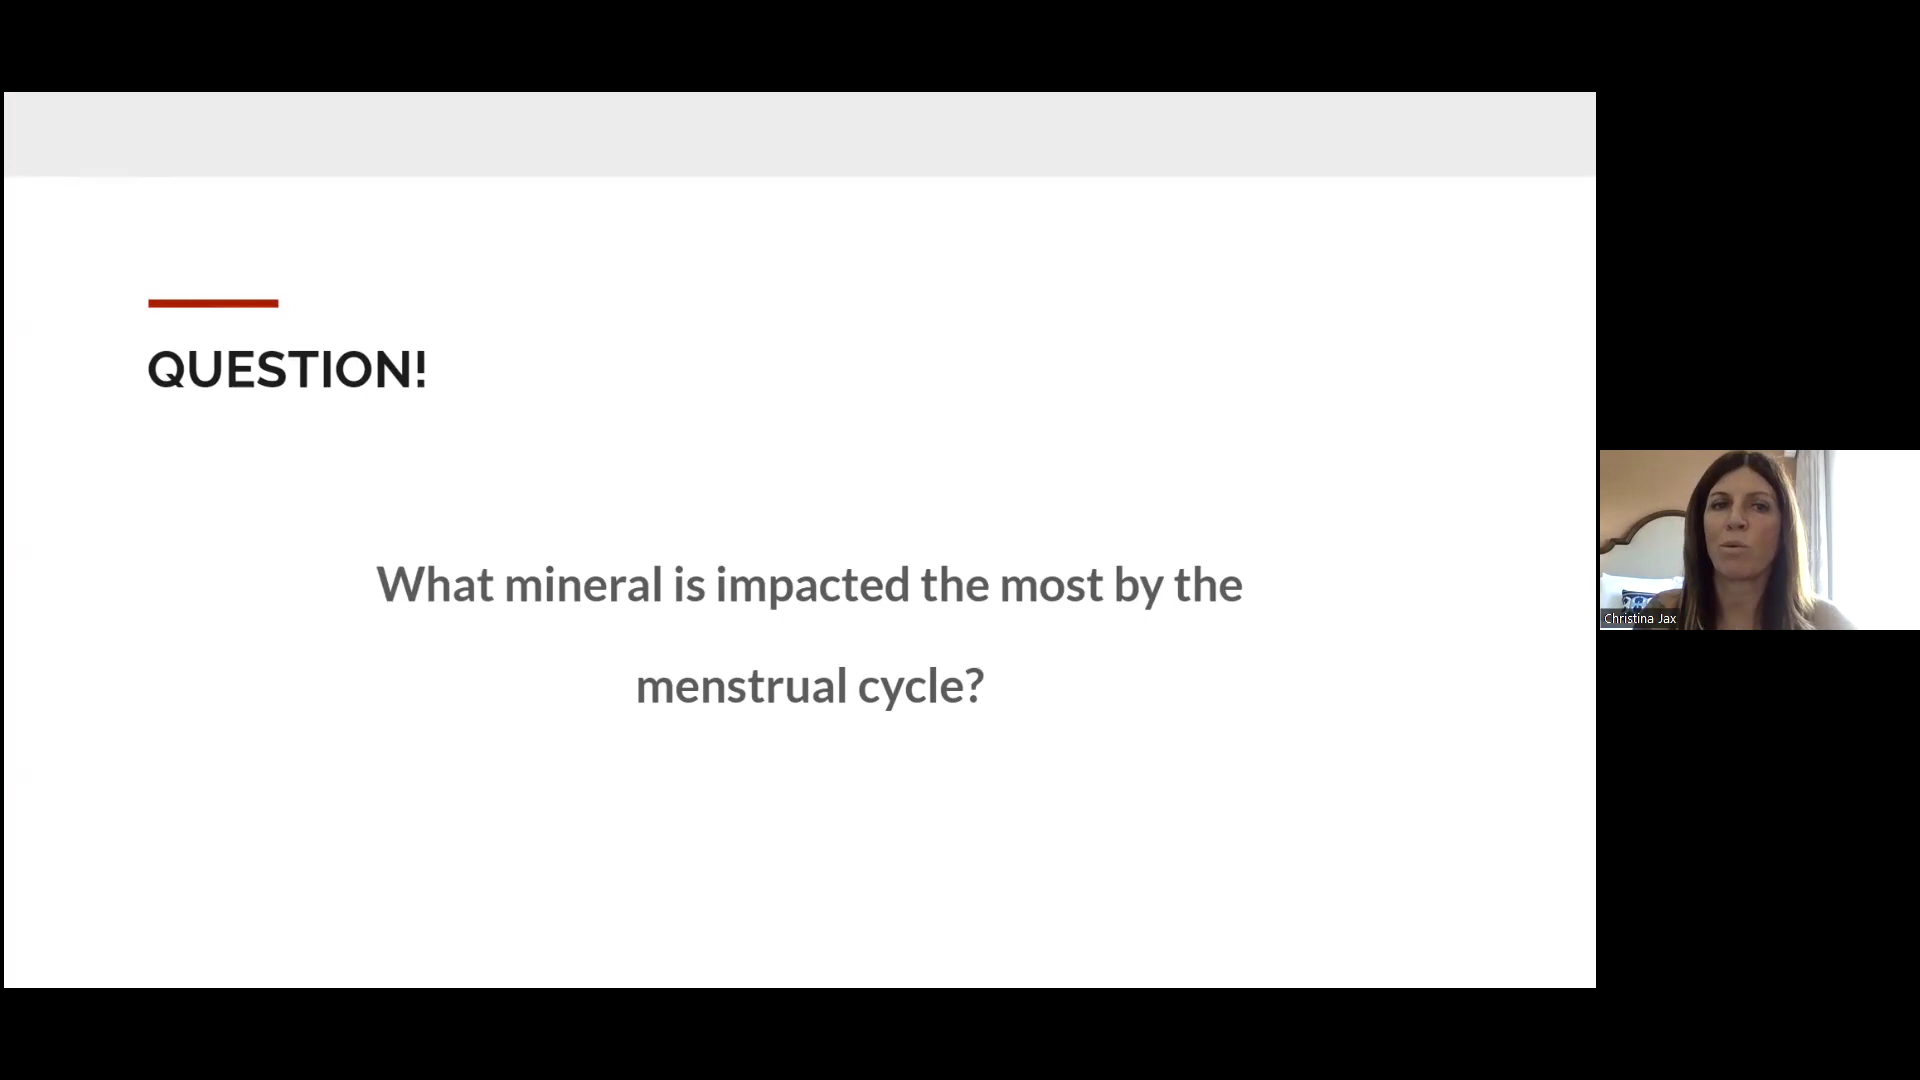 QUESTION!
What mineral is impacted the most by the
menstrual cycle?
Christina Jax